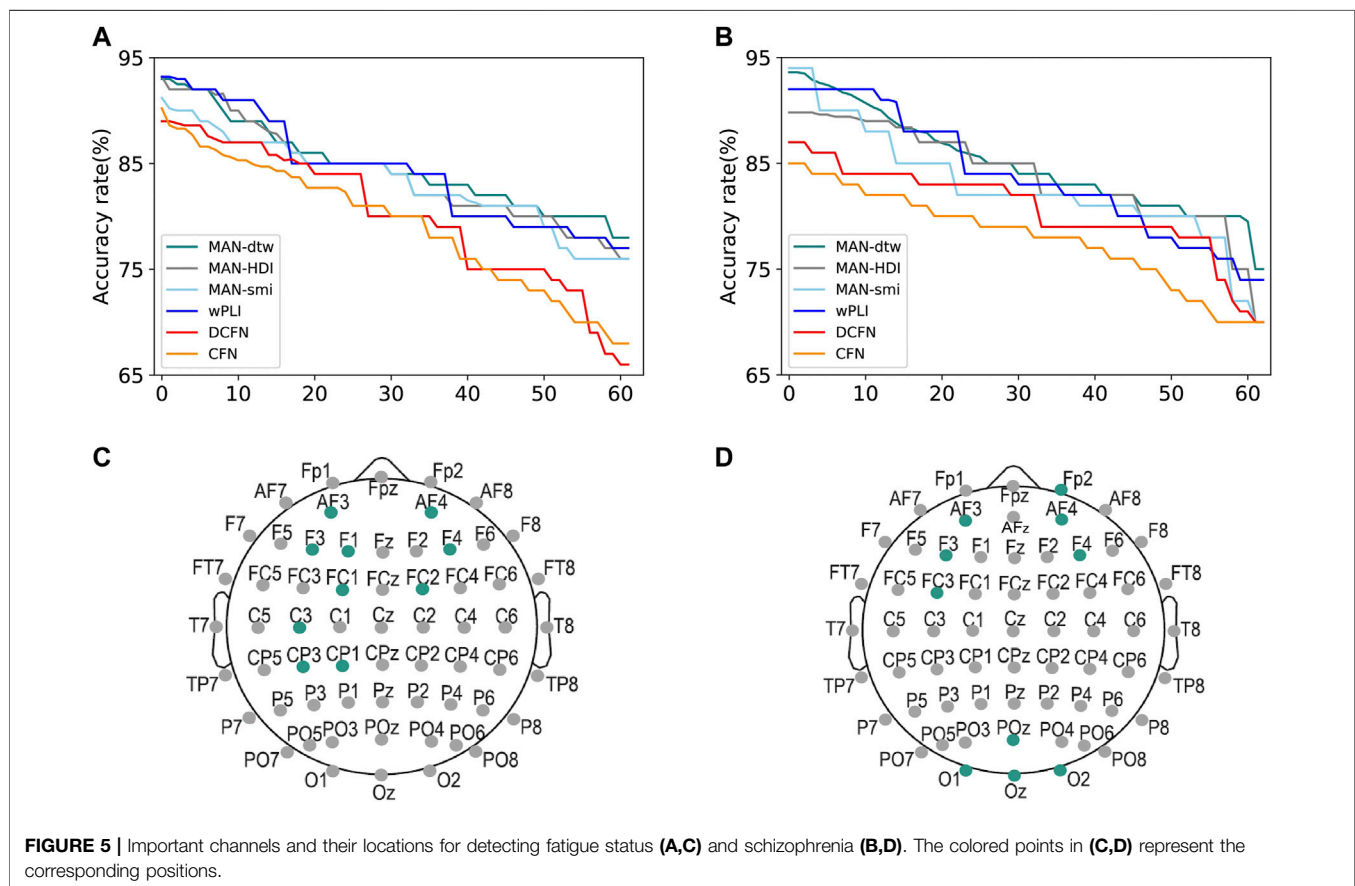 A
B
95
85
75
65
Accuracy rate(%)
MAN-dtw
MAN-HDI
MAN-smi
wPLI
DCFN
CFN
0 10 20 30 40 50 60
95
85
75
65
Accuracy rate(%)
MAN-dtw
MAN-HDI
MAN-smi
wPLI
DCFN
CFN
0 10 20 30 40 50 60
C
Fp1 Fpz Fp2
AF7 AF3 AF4 AF8
F7 F5 F3 F1 Fz F2 F4 F6 F8
FT7 FC5 FC3 FC1 FCz FC2 FC4 FC6 FT8
T7 C5 C3 C1 Cz C2 C4 C6 T8
TP7 CP5 CP3 CP1 CPz CP2 CP4 CP6 TP8
P7 P5 P3 P1 Pz P2 P4 P6 P8
PO7 PO5 PO3 POz PO4 PO6 PO8
O1 Oz O2
D
Fp1 Fpz Fp2
AF7 AF3 AFz AF4 AF8
F7 F5 F3 F1 Fz F2 F4 F6 F8
FT7 FC5 FC3 FC1 FCz FC2 FC4 FC6 FT8
T7 C5 C3 C1 Cz C2 C4 C6 T8
TP7 CP5 CP3 CP1 CPz CP2 CP4 CP6 TP8
P7 P5 P3 P1 Pz P2 P4 P6 P8
PO7 PO5 PO3 POz PO4 PO6 PO8
O1 Oz O2
FIGURE 5 | Important channels and their locations for detecting fatigue status (A,C) and schizophrenia (B,D). The colored points in (C,D) represent the
corresponding positions.